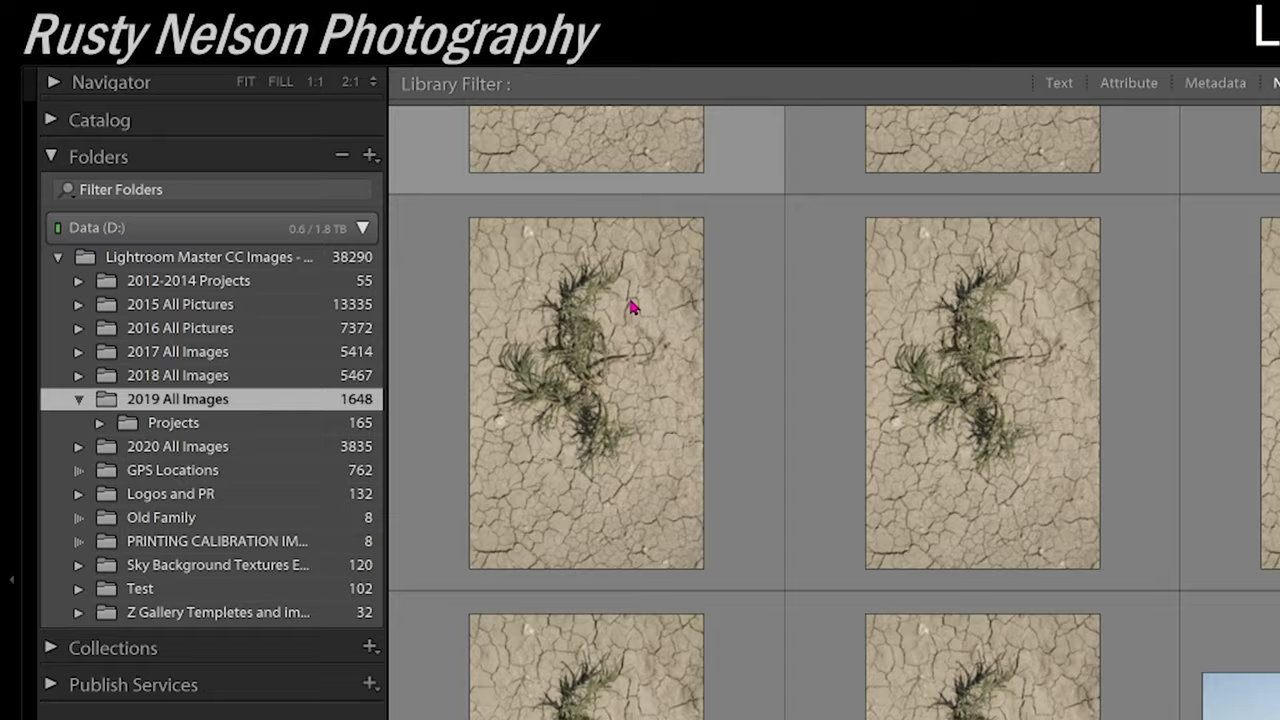 Rusty Nelson Photography
L
Navigator FIT FILL 1:1 2:1
Library Filter : Text Attribute Metadata N
Catalog
Folders
Filter Folders
Data (D:) 0.6 / 1.8 TB
Lightroom Master CC Images - ... 38290
2012-2014 Projects 55
2015 All Pictures 13335
2016 All Pictures 7372
2017 All Images 5414
2018 All Images 5467
2019 All Images 1648
Projects 165
2020 All Images 3835
GPS Locations 762
Logos and PR 132
Old Family 8
PRINTING CALIBRATION IM... 8
Sky Background Textures E... 120
Test 102
Z Gallery Templetes and Im... 32
Collections
Publish Services